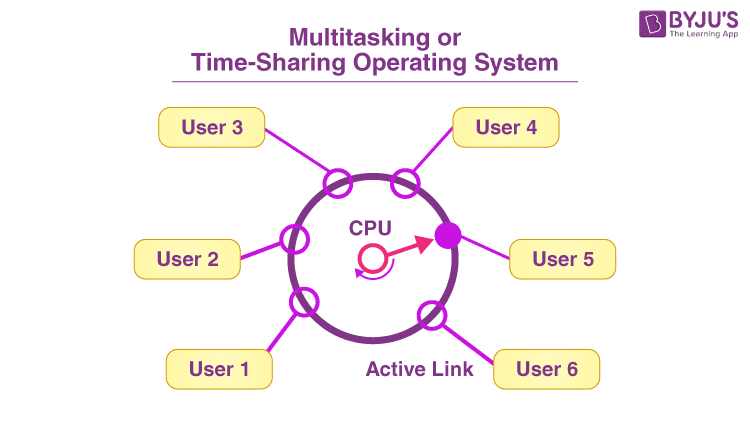 BYJU'S
The Learning App
Multitasking or
Time-Sharing Operating System
User 3
User 4
CPU
User 2
User 5
User 1
Active Link
User 6